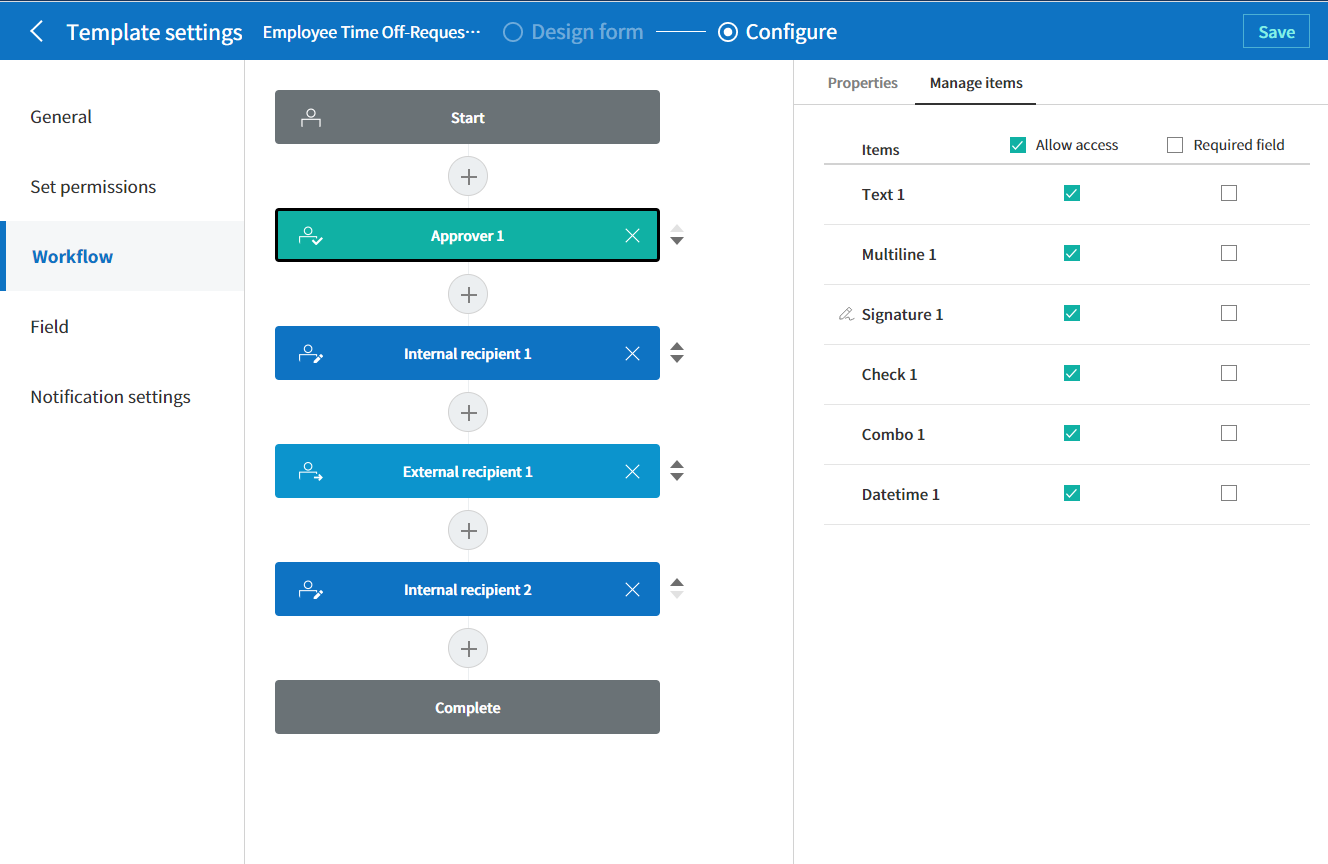 Template settings Employee Time Off-Reques··· Design form Configure Save
General
Set permissions
Workflow
Field
Notification settings
Start
Approver 1
Internal recipient 1
External recipient 1
Internal recipient 2
Complete
Properties Manage items
Items Allow access Required field
Text 1
Multiline 1
Signature 1
Check 1
Combo 1
Datetime 1